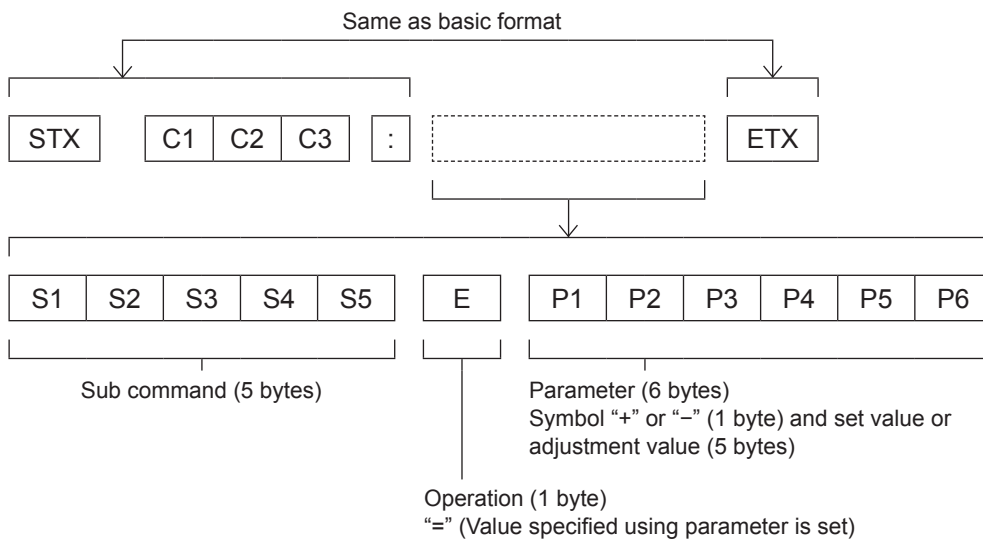 Same as basic format
STX C1 C2 C3 : ETX
S1 S2 S3 S4 S5 E P1 P2 P3 P4 P5 P6
Sub command (5 bytes)
Parameter (6 bytes)
Symbol “+” or “−” (1 byte) and set value or
adjustment value (5 bytes)
Operation (1 byte)
“=” (Value specified using parameter is set)